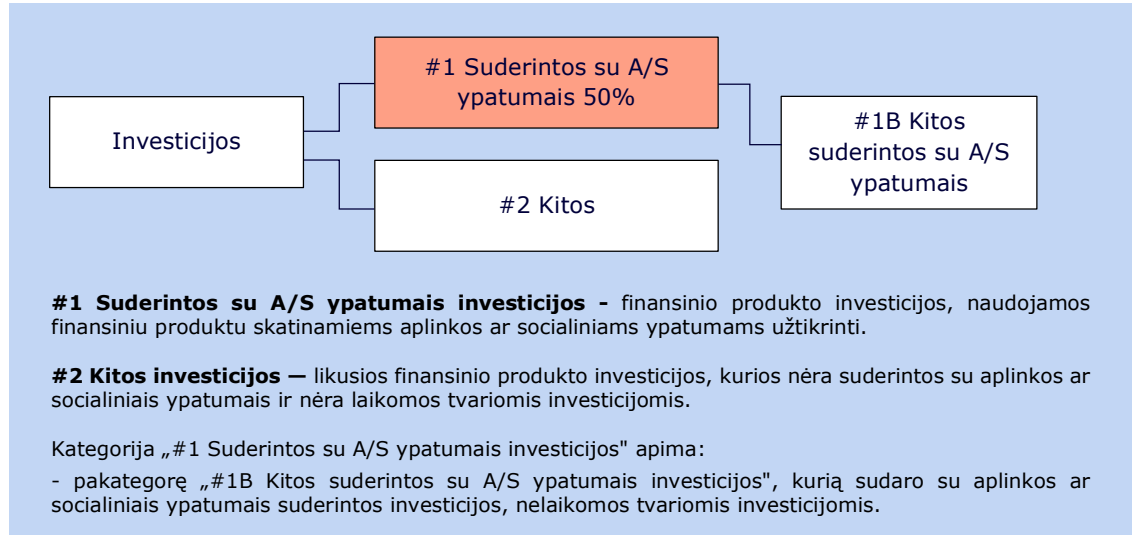 #1 Suderintos su A/S
ypatumais 50%
Investicijos
#1B Kitos
suderintos su A/S
ypatumais
#2 Kitos
#1 Suderintos su A/S ypatumais investicijos - finansinio produkto investicijos, naudojamos
finansiniu produktu skatinamiems aplinkos ar socialiniams ypatumams užtikrinti.
#2 Kitos investicijos — likusios finansinio produkto investicijos, kurios nėra suderintos su aplinkos ar
socialiniais ypatumais ir nėra laikomos tvariomis investicijomis.
Kategorija „#1 Suderintos su A/S ypatumais investicijos" apima:
- pakategorę „#1B Kitos suderintos su A/S ypatumais investicijos", kurią sudaro su aplinkos ar
socialiniais ypatumais suderintos investicijos, nelaikomos tvariomis investicijomis.